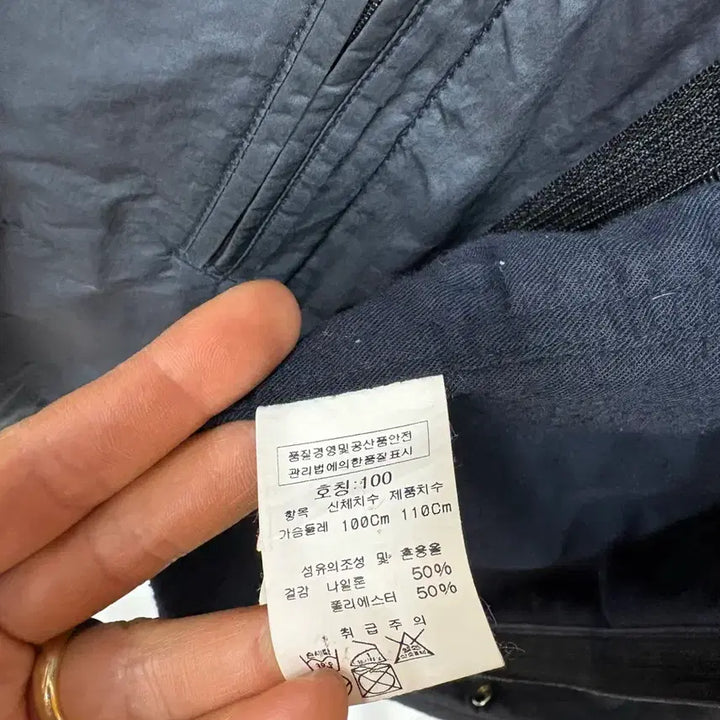 품질경영및공산품안전
관리법에의한품질표시
호칭:100
항목 신체치수 제품치수
가슴둘레 100Cm 110Cm
섬유의조성 및 혼용율
겉감 나일론 50%
폴리에스터 50%
취급주의